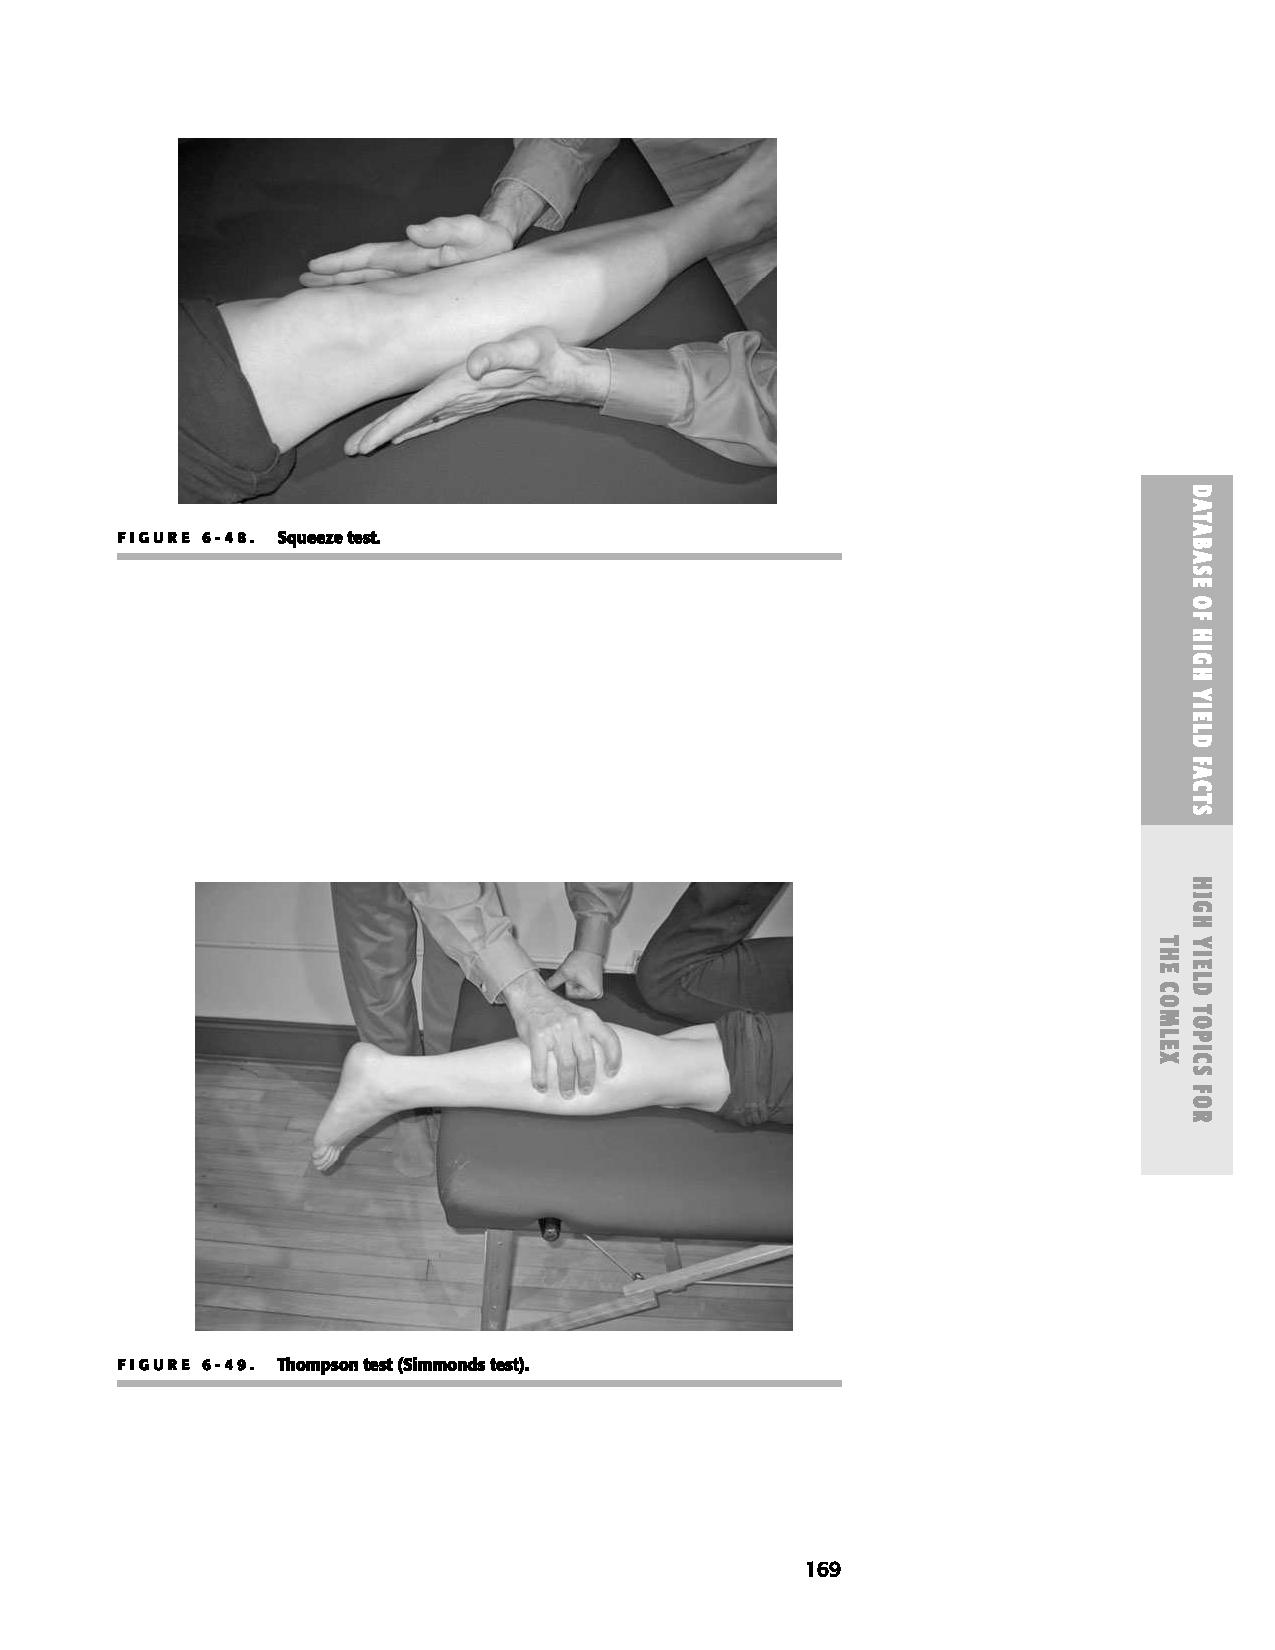 FIGURE 6-48. Squeeze test.
DATABASE OF HIGH YIELD FACTS
HIGH YIELD TOPICS FOR
THE COMLEX
FIGURE 6-49. Thompson test (Simmonds test).
169